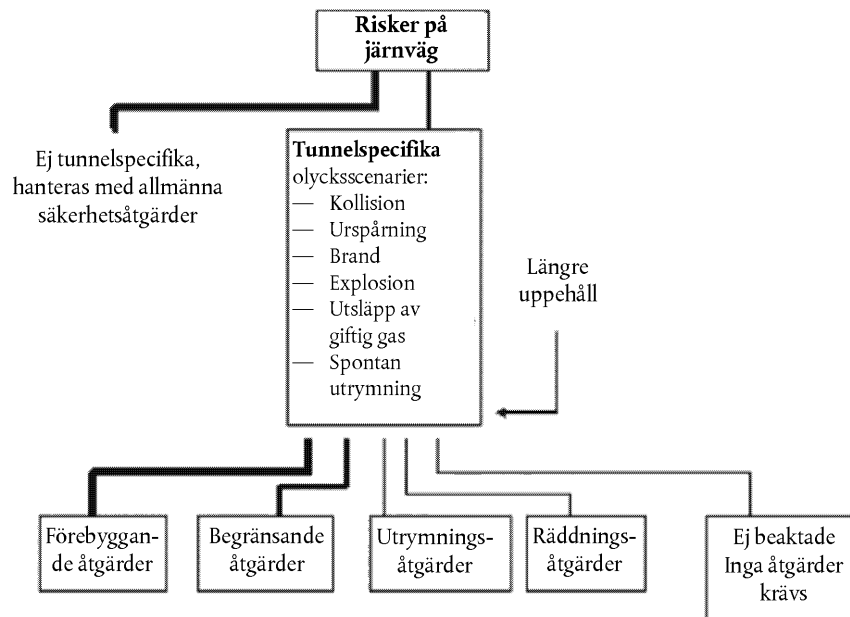 Risker på
järnväg
Ej tunnelspecifika,
hanteras med allmänna
säkerhetsåtgärder
Tunnelspecifika
olycksscenarier:
— Kollision
— Urspårning
— Brand
— Explosion
— Utsläpp av
giftig gas
— Spontan
utrymning
Längre
uppehåll
Förebyggan-
de åtgärder
Begränsande
åtgärder
Utrymnings-
åtgärder
Räddnings-
åtgärder
Ej beaktade
Inga åtgärder
krävs